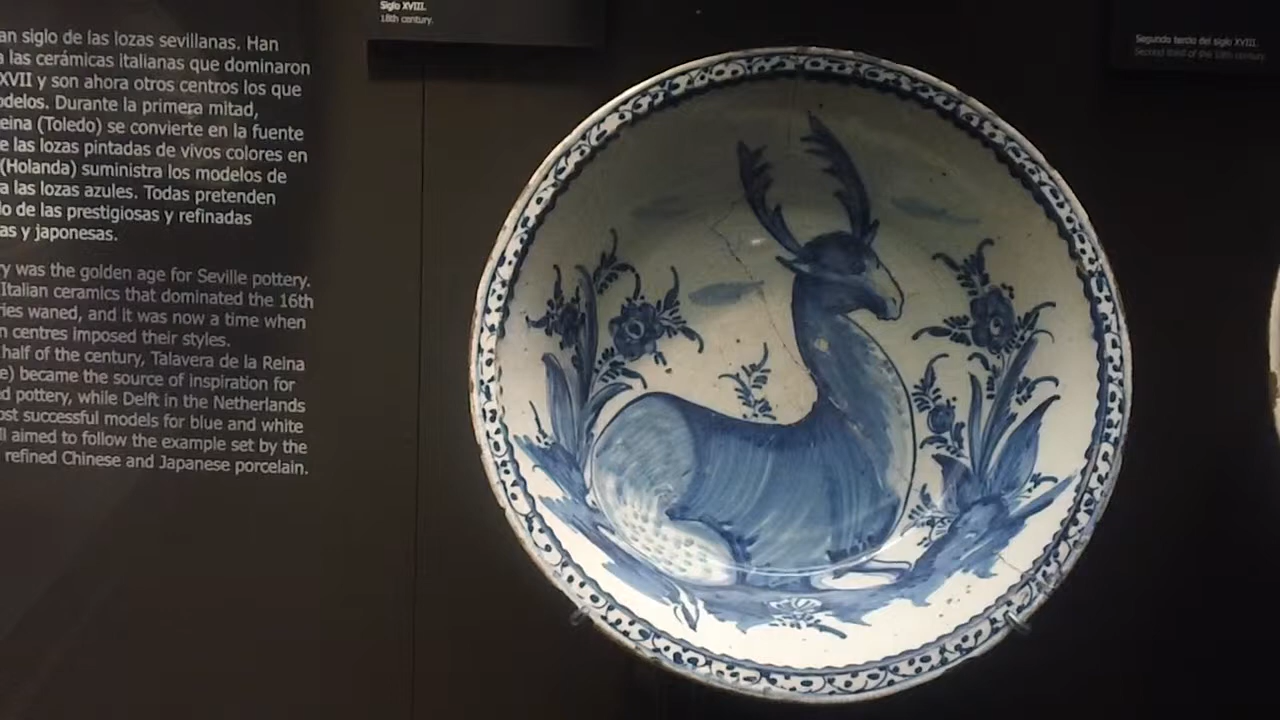 Siglo XVIII.
18th century.
Segundo tercio del siglo XVIII.
Second third of the 18th century.
an siglo de las lozas sevillanas. Han
a las cerámicas italianas que dominaron
XVII y son ahora otros centros los que
odelos. Durante la primera mitad,
eina (Toledo) se convierte en la fuente
e las lozas pintadas de vivos colores en
(Holanda) suministra los modelos de
a las lozas azules. Todas pretenden
lo de las prestigiosas y refinadas
as y japonesas.
ry was the golden age for Seville pottery.
Italian ceramics that dominated the 16th
ries waned, and it was now a time when
n centres imposed their styles.
half of the century, Talavera de la Reina
e) became the source of inspiration for
d pottery, while Delft in the Netherlands
ost successful models for blue and white
ll aimed to follow the example set by the
refined Chinese and Japanese porcelain.